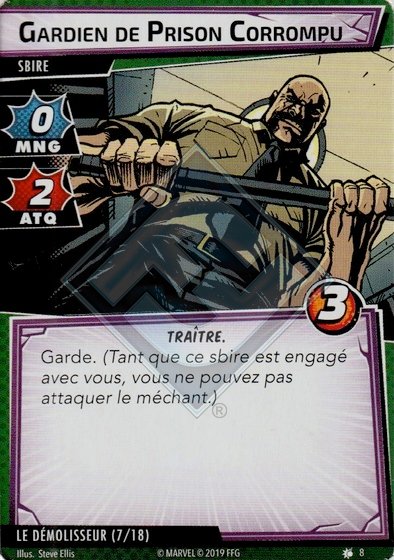 Gardien de Prison Corrompu
SBIRE
0
MNG
2
ATQ
3
TRAÎTRE.
Garde. (Tant que ce sbire est engagé
avec vous, vous ne pouvez pas
attaquer le méchant.)
®
LE DÉMOLISSEUR (7/18)
Illus. Steve Ellis
© MARVEL © 2019 FFG
8